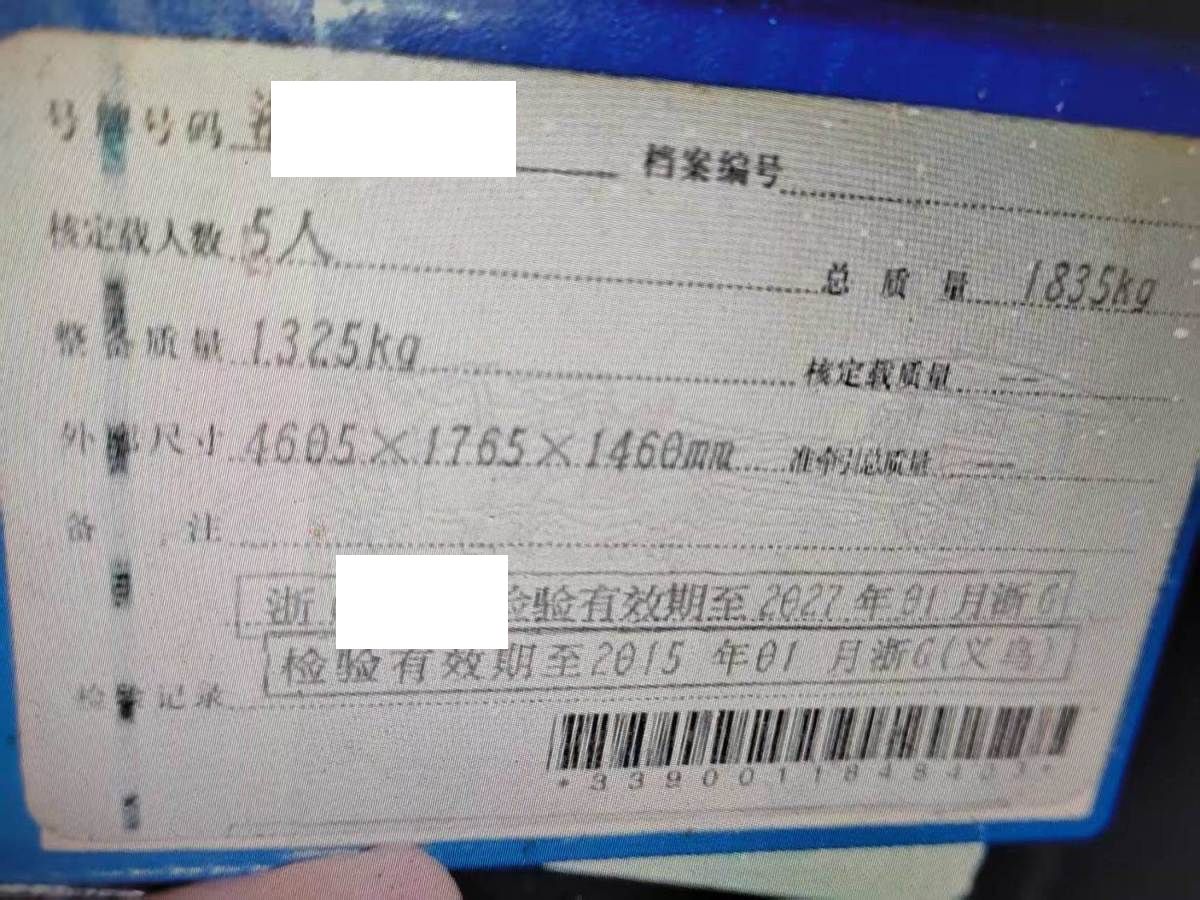 号牌号码 浙 档案编号
核定载人数 5人 总质量 1835kg
整备质量 1325kg 核定载质量 --
外廓尺寸 4605×1765×1460mm 准牵引总质量 --
备注
浙 检验有效期至2027年01月浙G
检验有效期至2015年01月浙G(义乌)
检验记录